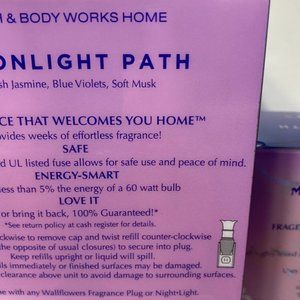 H & BODY WORKS HOME
ONLIGHT PATH
sh Jasmine, Blue Violets, Soft Musk
CE THAT WELCOMES YOU HOME™
vides weeks of effortless fragrance!
SAFE
d UL listed fuse allows for safe use and peace of mind.
ENERGY-SMART
less than 5% the energy of a 60 watt bulb
LOVE IT
or bring it back, 100% Guaranteed!*
*See return policy at cash register for details.
ckwise to remove cap and twist refill counter-clockwise
the opposite of usual closures) to secure into plug.
Keep refills upright or liquid will spill.
ils immediately or finished surfaces may be damaged.
clearance above unit to avoid damage to surrounding surfaces.
e with any Wallflowers Fragrance Plug or Night-Light.
M
FRAGR